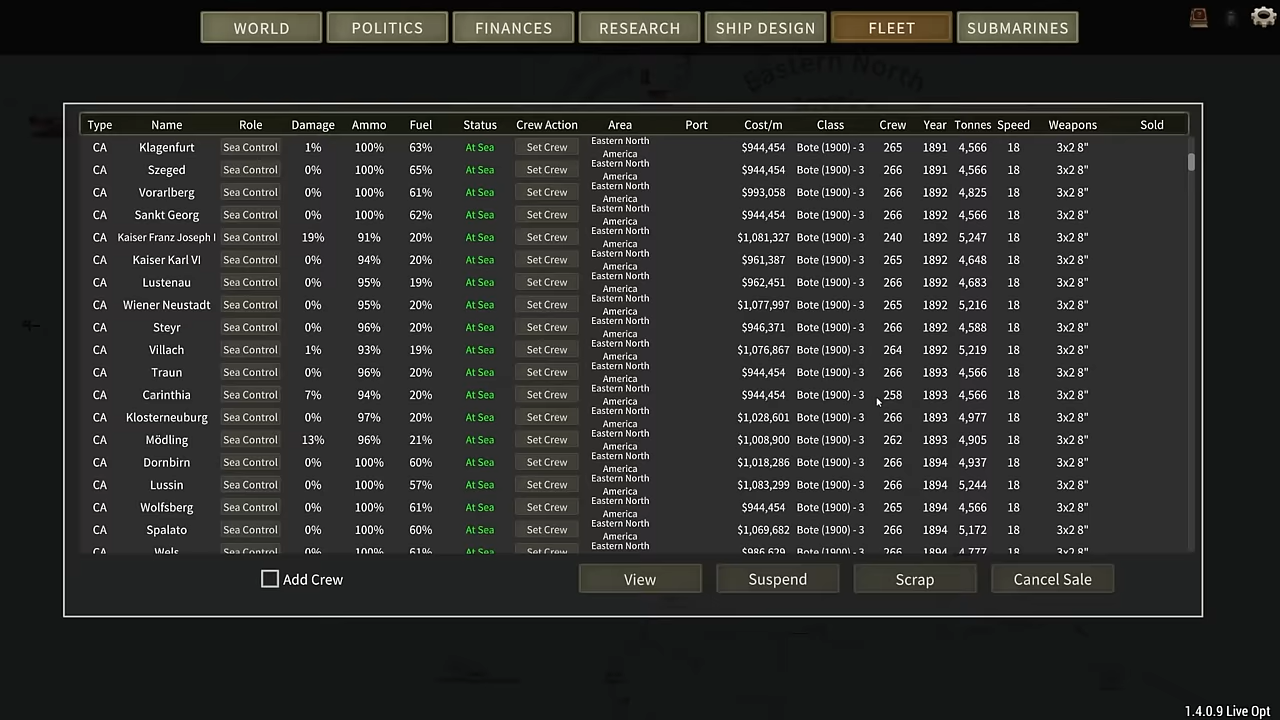 WORLD POLITICS FINANCES RESEARCH SHIP DESIGN FLEET SUBMARINES
Eastern North
Type Name Role Damage Ammo Fuel Status Crew Action Area Port Cost/m Class Crew Year Tonnes Speed Weapons Sold
CA Klagenfurt Sea Control 1% 100% 63% At Sea Set Crew Eastern North America $944,454 Bote (1900) - 3 265 1891 4,566 18 3x2 8"
CA Szeged Sea Control 0% 100% 65% At Sea Set Crew Eastern North America $944,454 Bote (1900) - 3 266 1891 4,566 18 3x2 8"
CA Vorarlberg Sea Control 0% 100% 61% At Sea Set Crew Eastern North America $993,058 Bote (1900) - 3 266 1892 4,825 18 3x2 8"
CA Sankt Georg Sea Control 0% 100% 62% At Sea Set Crew Eastern North America $944,454 Bote (1900) - 3 266 1892 4,566 18 3x2 8"
CA Kaiser Franz Joseph I Sea Control 19% 91% 20% At Sea Set Crew Eastern North America $1,081,327 Bote (1900) - 3 240 1892 5,247 18 3x2 8"
CA Kaiser Karl VI Sea Control 0% 94% 20% At Sea Set Crew Eastern North America $961,387 Bote (1900) - 3 265 1892 4,648 18 3x2 8"
CA Lustenau Sea Control 0% 95% 19% At Sea Set Crew Eastern North America $962,451 Bote (1900) - 3 266 1892 4,683 18 3x2 8"
CA Wiener Neustadt Sea Control 0% 95% 20% At Sea Set Crew Eastern North America $1,077,997 Bote (1900) - 3 265 1892 5,216 18 3x2 8"
CA Steyr Sea Control 0% 96% 20% At Sea Set Crew Eastern North America $946,371 Bote (1900) - 3 266 1892 4,588 18 3x2 8"
CA Villach Sea Control 1% 93% 19% At Sea Set Crew Eastern North America $1,076,867 Bote (1900) - 3 264 1892 5,219 18 3x2 8"
CA Traun Sea Control 0% 96% 20% At Sea Set Crew Eastern North America $944,454 Bote (1900) - 3 266 1893 4,566 18 3x2 8"
CA Carinthia Sea Control 7% 94% 20% At Sea Set Crew Eastern North America $944,454 Bote (1900) - 3 258 1893 4,566 18 3x2 8"
CA Klosterneuburg Sea Control 0% 97% 20% At Sea Set Crew Eastern North America $1,028,601 Bote (1900) - 3 266 1893 4,977 18 3x2 8"
CA Mödling Sea Control 13% 96% 21% At Sea Set Crew Eastern North America $1,008,900 Bote (1900) - 3 262 1893 4,905 18 3x2 8"
CA Dornbirn Sea Control 0% 100% 60% At Sea Set Crew Eastern North America $1,018,286 Bote (1900) - 3 266 1894 4,937 18 3x2 8"
CA Lussin Sea Control 0% 100% 57% At Sea Set Crew Eastern North America $1,083,299 Bote (1900) - 3 266 1894 5,244 18 3x2 8"
CA Wolfsberg Sea Control 0% 100% 61% At Sea Set Crew Eastern North America $944,454 Bote (1900) - 3 265 1894 4,566 18 3x2 8"
CA Spalato Sea Control 0% 100% 60% At Sea Set Crew Eastern North America $1,069,682 Bote (1900) - 3 266 1894 5,172 18 3x2 8"
CA Wels Sea Control 0% 100% 61% At Sea Set Crew Eastern North $986,629 Bote (1900) - 3 266 1894 4,777 18 3x2 8"
Add Crew View Suspend Scrap Cancel Sale
1.4.0.9 Live Opt